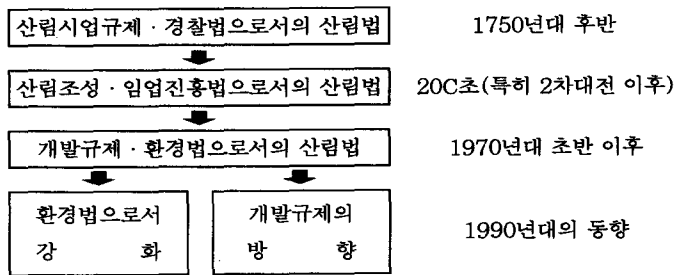 산림시업규제 · 경찰법으로서의 산림법 1750년대 후반
산림조성 · 임업진흥법으로서의 산림법 20C초(특히 2차대전 이후)
개발규제 · 환경법으로서의 산림법 1970년대 초반 이후
환경법으로서 개발규제의
강 화 방 향
1990년대의 동향